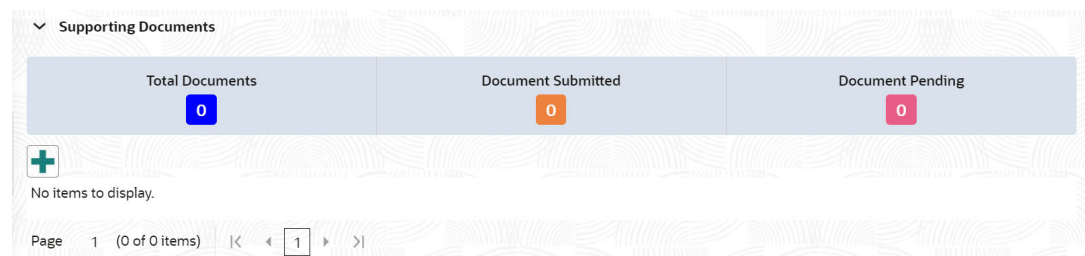 Supporting Documents
Total Documents Document Submitted Document Pending
0 0 0
No items to display.
Page 1 (0 of 0 items) 1